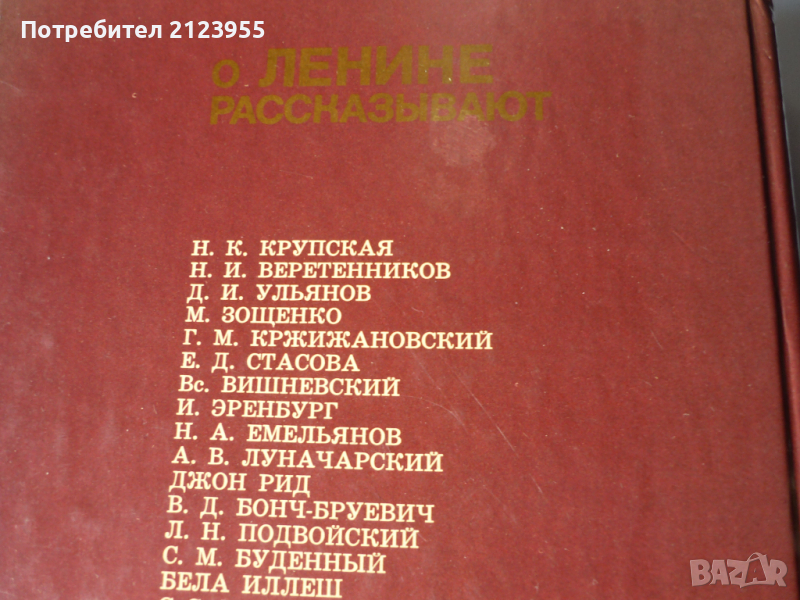 Потребител 2123955
О ЛЕНИНЕ
РАССКАЗЫВАЮТ
Н. К. КРУПСКАЯ
Н. И. ВЕРЕТЕННИКОВ
Д. И. УЛЬЯНОВ
М. ЗОЩЕНКО
Г. М. КРЖИЖАНОВСКИЙ
Е. Д. СТАСОВА
Вс. ВИШНЕВСКИЙ
И. ЭРЕНБУРГ
Н. А. ЕМЕЛЬЯНОВ
А. В. ЛУНАЧАРСКИЙ
ДЖОН РИД
В. Д. БОНЧ-БРУЕВИЧ
Л. Н. ПОДВОЙСКИЙ
С. М. БУДЕННЫЙ
БЕЛА ИЛЛЕШ
BAZAR